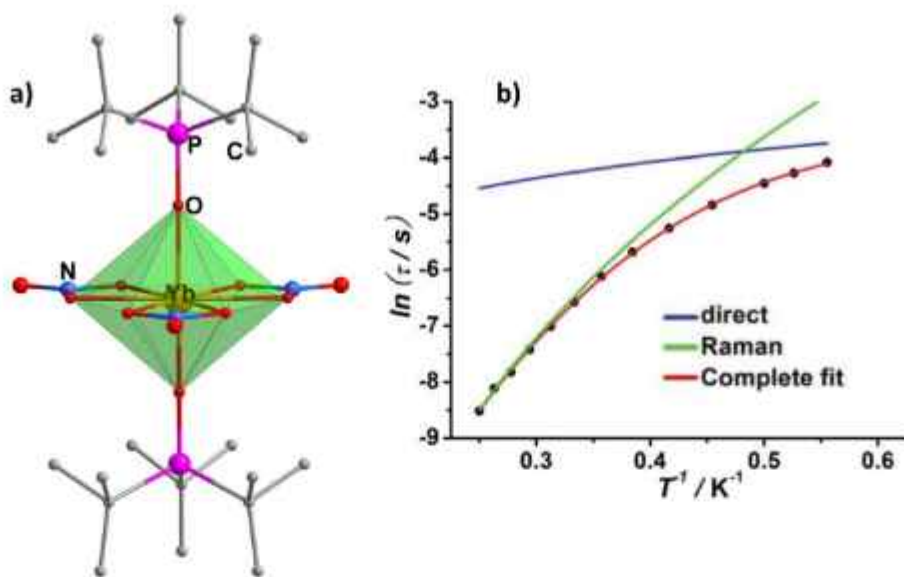 a)
P
C
O
N
Yb
b)
ln (τ / s)
-3
-4
-5
-6
-7
-8
-9
direct
Raman
Complete fit
0.3
0.4
0.5
0.6
T⁻¹ / K⁻¹